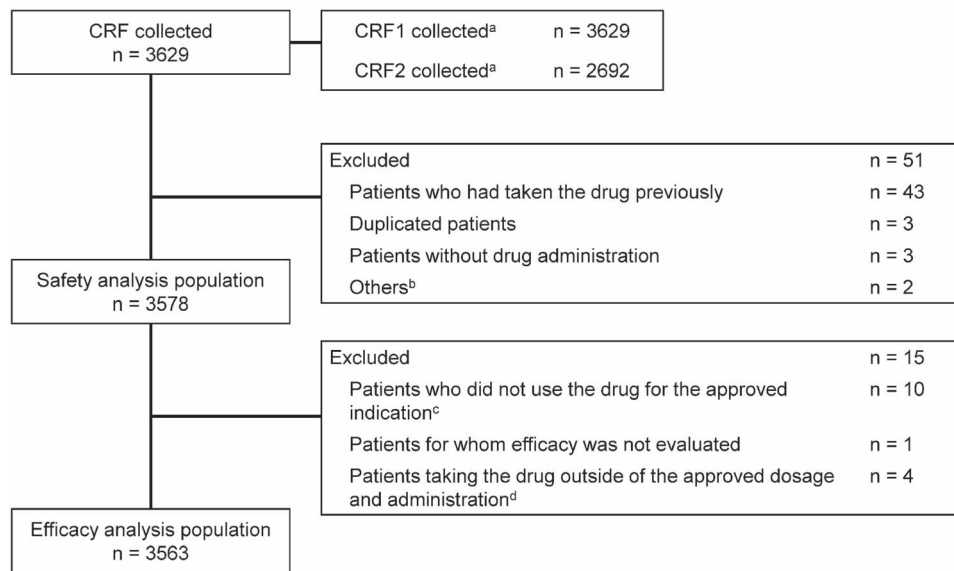 CRF collected
n = 3629
CRF1 collectedᵃ n = 3629
CRF2 collectedᵃ n = 2692
Excluded n = 51
Patients who had taken the drug previously n = 43
Duplicated patients n = 3
Patients without drug administration n = 3
Othersᵇ n = 2
Safety analysis population
n = 3578
Excluded n = 15
Patients who did not use the drug for the approved n = 10
indicationᶜ
Patients for whom efficacy was not evaluated n = 1
Patients taking the drug outside of the approved dosage n = 4
and administrationᵈ
Efficacy analysis population
n = 3563